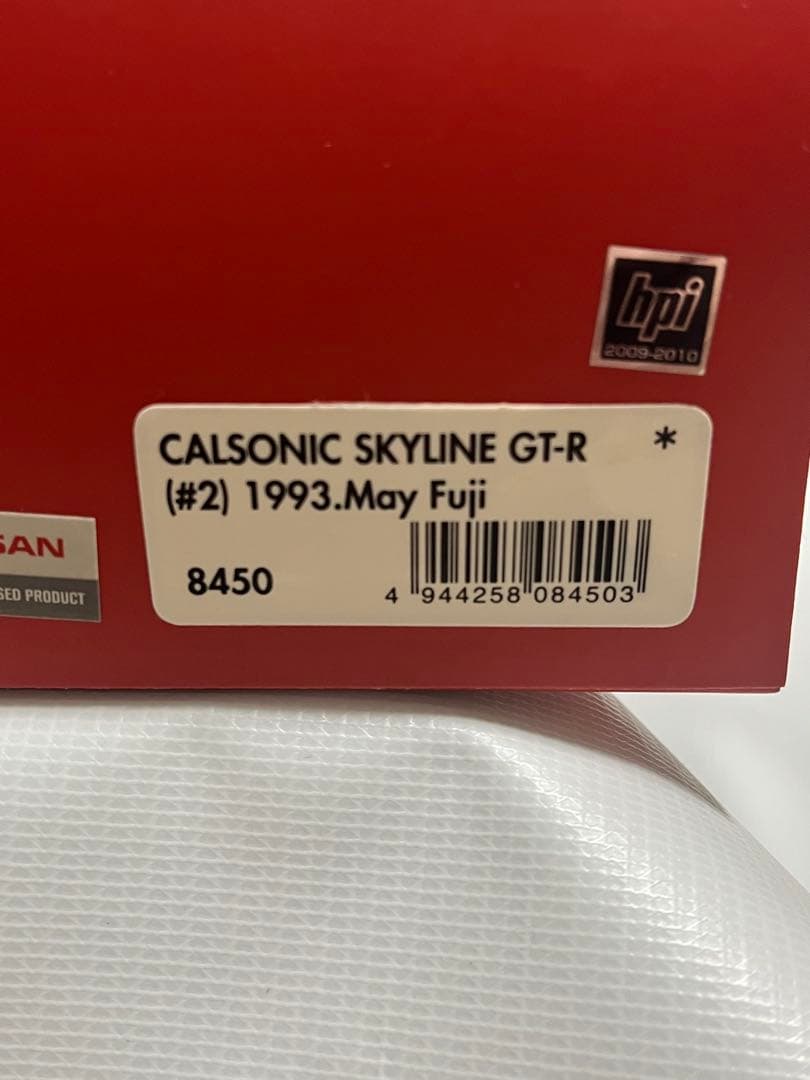 hpi
2009-2010
CALSONIC SKYLINE GT-R *
(#2) 1993.May Fuji
8450
4 944258 084503
SAN
SED PRODUCT